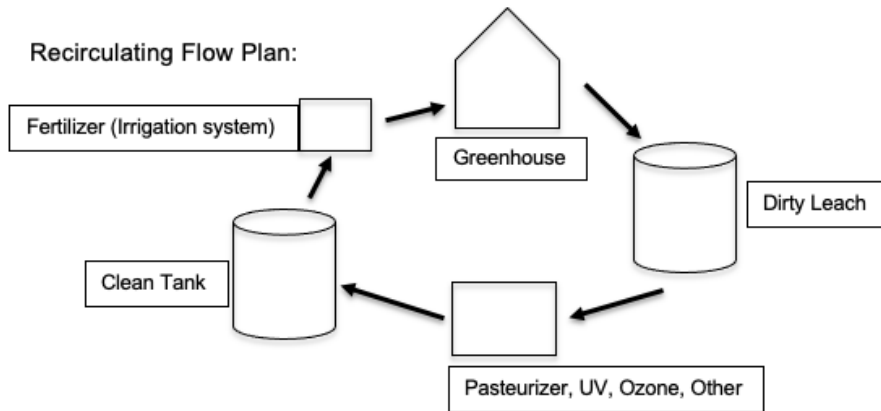 Recirculating Flow Plan:
Fertilizer (Irrigation system)
Greenhouse
Dirty Leach
Clean Tank
Pasteurizer, UV, Ozone, Other